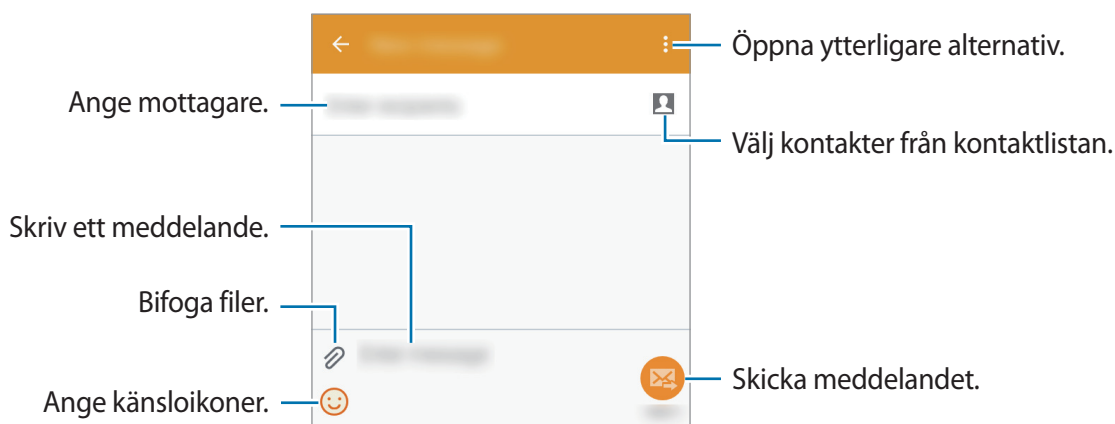 Öppna ytterligare alternativ.
Ange mottagare.
Välj kontakter från kontaktlistan.
Skriv ett meddelande.
Bifoga filer.
Skicka meddelandet.
Ange känsloikoner.